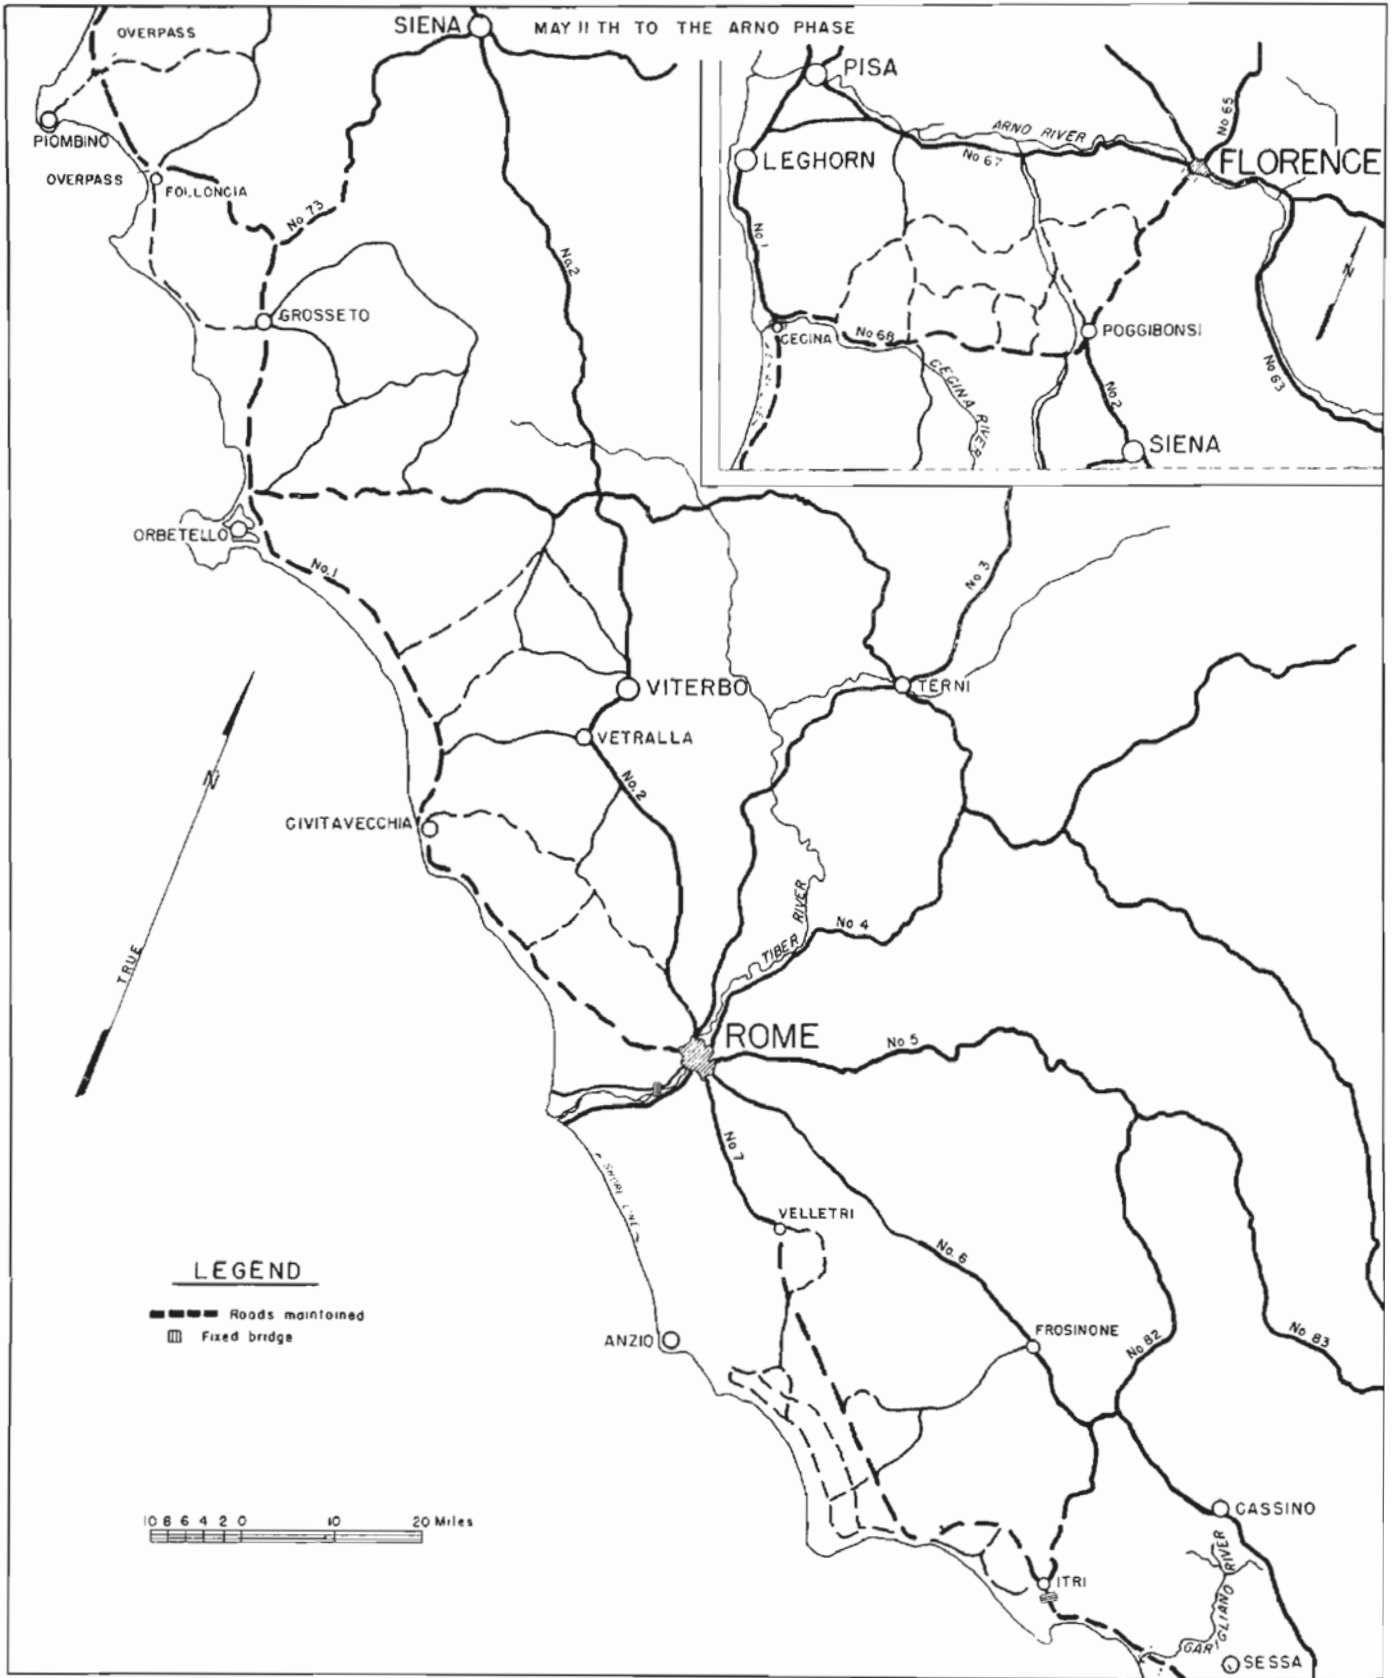 MAY 11 TH TO THE ARNO PHASE
SIENA
OVERPASS
PIOMBINO
OVERPASS
FOLLONCIA
No 73
No.2
GROSSETO
ORBETELLO
No.1
PISA
LEGHORN
ARNO RIVER
No 67
No 65
FLORENCE
No 1
CECINA
No 68
CECINA RIVER
POGGIBONSI
No 2
SIENA
No 63
N
No 3
VITERBO
TERNI
VETRALLA
No. 2
CIVITAVECCHIA
N
TRUE
TIBER RIVER
No 4
ROME
No 5
No 7
SHORE LINE
VELLETRI
No. 6
LEGEND
Roads maintained
Fixed bridge
ANZIO
FROSINONE
No 82
No 83
10 8 6 4 2 0 10 20 Miles
CASSINO
ITRI
GARIGLIANO RIVER
SESSA